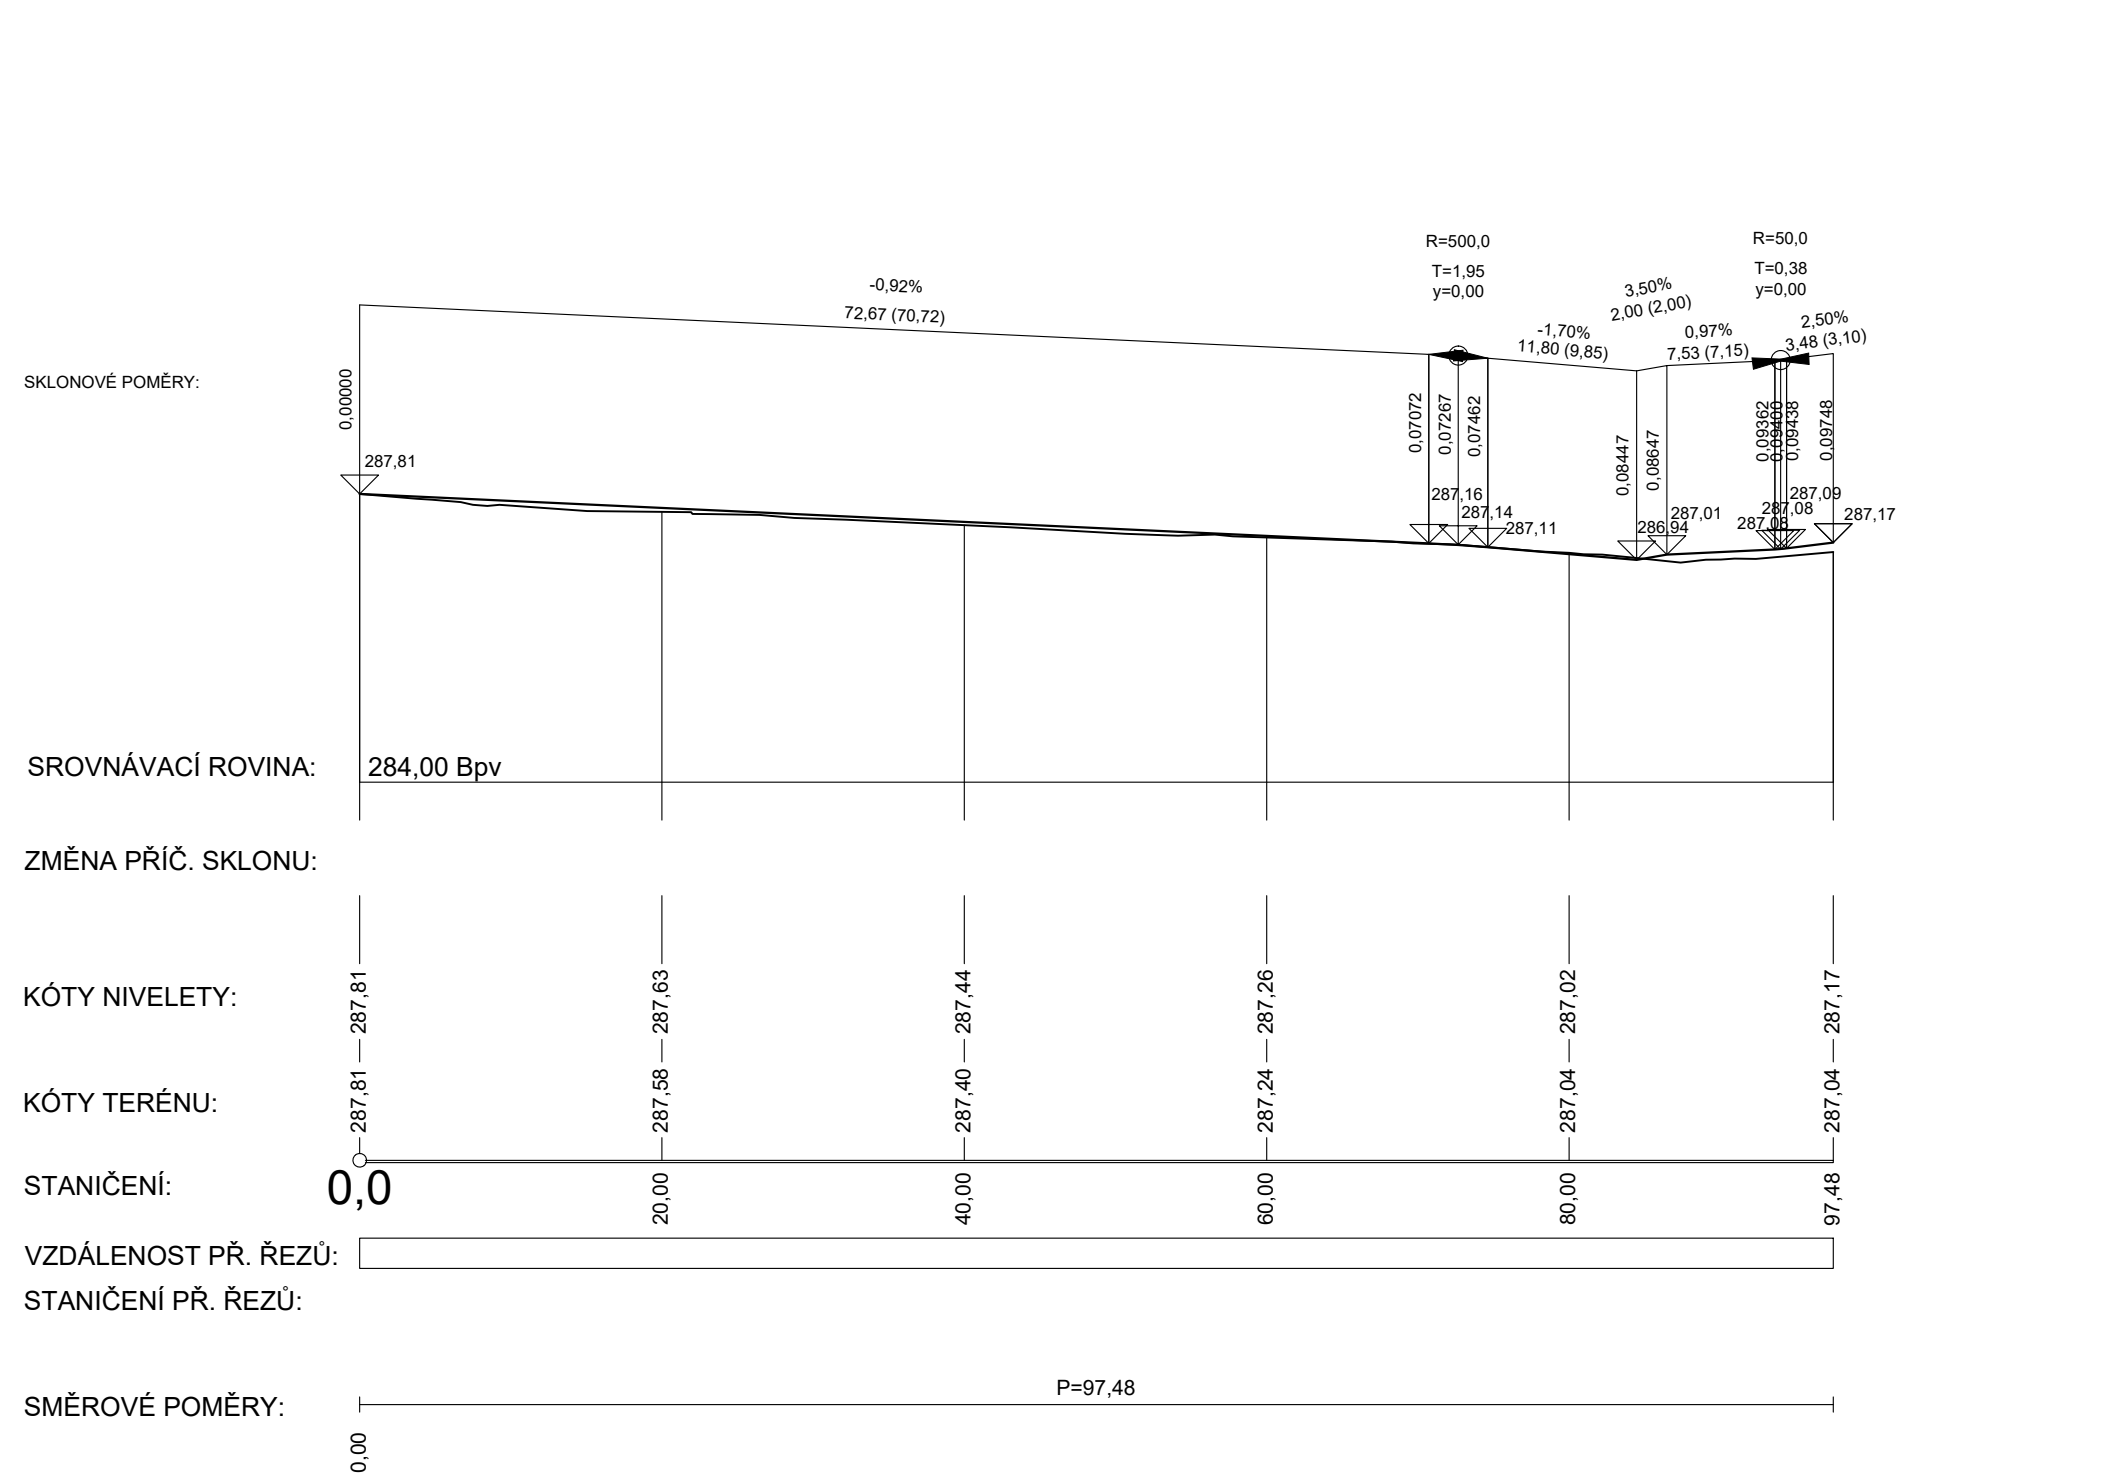 R=500,0
T=1,95
y=0,00
R=50,0
T=0,38
y=0,00
-0,92%
72,67 (70,72)
-1,70%
11,80 (9,85)
3,50%
2,00 (2,00)
0,97%
7,53 (7,15)
2,50%
3,48 (3,10)
SKLONOVÉ POMĚRY:
0,00000
0,07072
0,07267
0,07462
0,08447
0,08647
0,09362
0,09400
0,09438
0,09748
287,81
287,16
287,14
287,11
286,94
287,01
287,08
287,08
287,09
287,17
SROVNÁVACÍ ROVINA: 284,00 Bpv
ZMĚNA PŘÍČ. SKLONU:
KÓTY NIVELETY: 287,81 287,63 287,44 287,26 287,02 287,17
KÓTY TERÉNU: 287,81 287,58 287,40 287,24 287,04 287,04
STANIČENÍ: 0,0 20,00 40,00 60,00 80,00 97,48
VZDÁLENOST PŘ. ŘEZŮ:
STANIČENÍ PŘ. ŘEZŮ:
P=97,48
SMĚROVÉ POMĚRY:
0,00